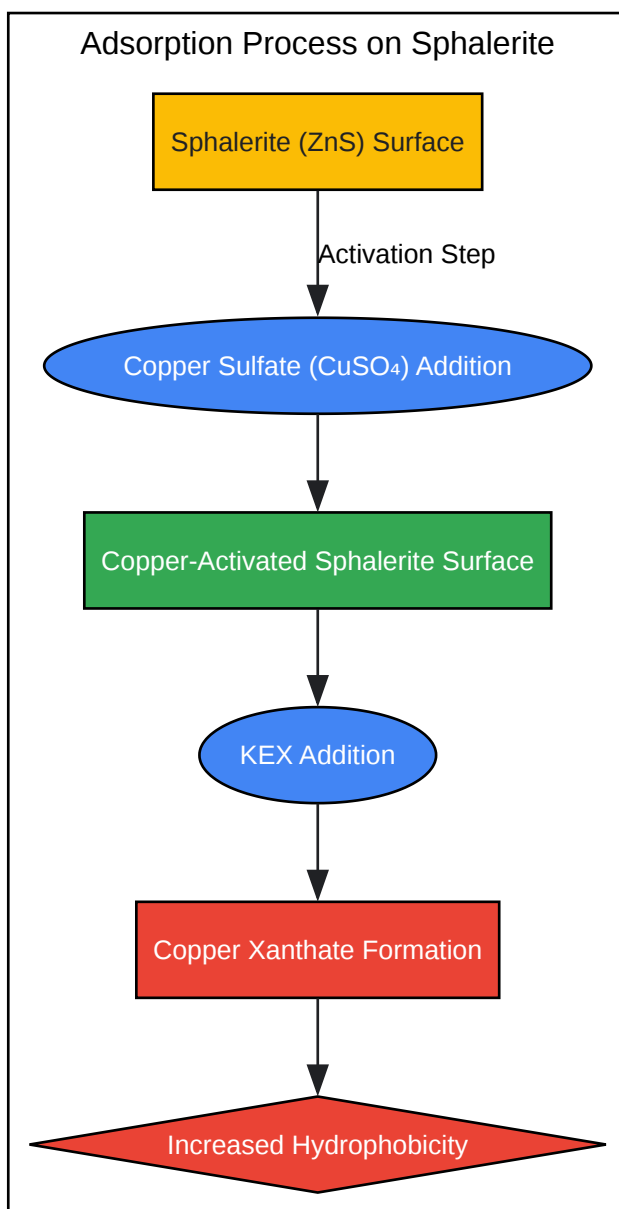 Adsorption Process on Sphalerite
Sphalerite (ZnS) Surface
Activation Step
Copper Sulfate (CuSO₄) Addition
Copper-Activated Sphalerite Surface
KEX Addition
Copper Xanthate Formation
Increased Hydrophobicity